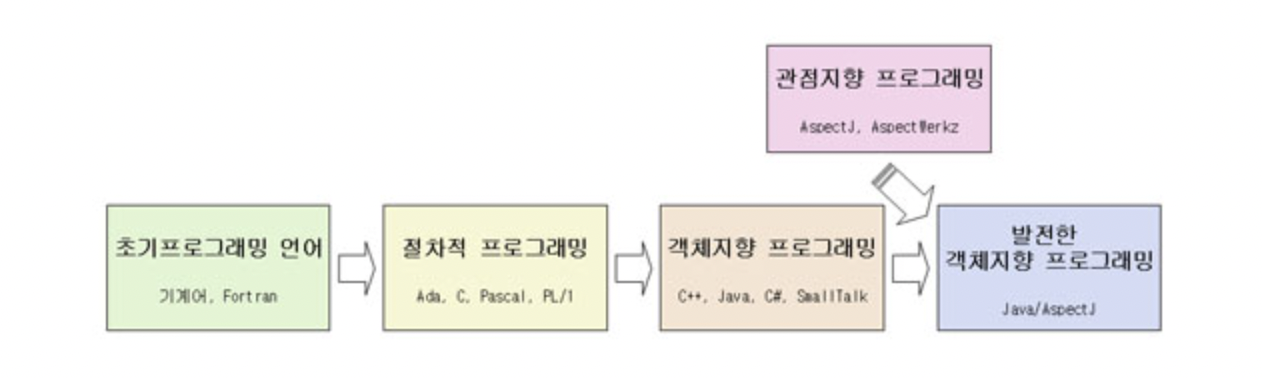 관점지향 프로그래밍
AspectJ, AspectWerkz
초기프로그래밍 언어
기계어, Fortran
절차적 프로그래밍
Ada, C, Pascal, PL/1
객체지향 프로그래밍
C++, Java, C#, SmallTalk
발전한
객체지향 프로그래밍
Java/AspectJ